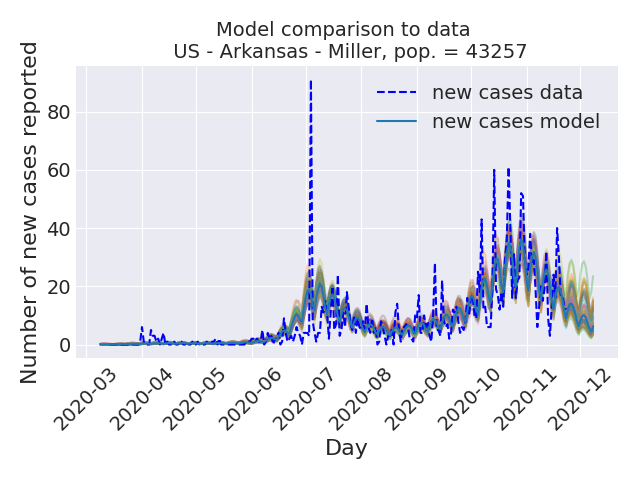 Model comparison to data
US - Arkansas - Miller, pop. = 43257
Number of new cases reported
80
60
40
20
0
new cases data
new cases model
2020-03
2020-04
2020-05
2020-06
2020-07
2020-08
2020-09
2020-10
2020-11
2020-12
Day